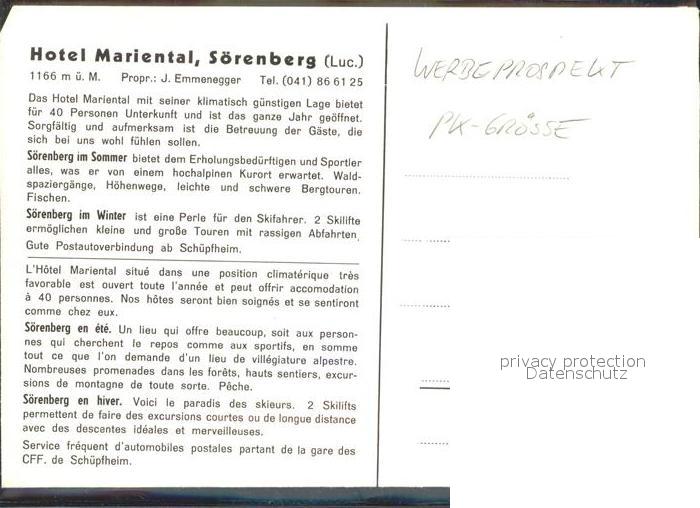 Hotel Mariental, Sörenberg (Luc.)
1166 m ü. M. Propr.: J. Emmenegger Tel. (041) 86 61 25
Das Hotel Mariental mit seiner klimatisch günstigen Lage bietet
für 40 Personen Unterkunft und ist das ganze Jahr geöffnet.
Sorgfältig und aufmerksam ist die Betreuung der Gäste, die
sich bei uns wohl fühlen sollen.
Sörenberg im Sommer bietet dem Erholungsbedürftigen und Sportler
alles, was er von einem hochalpinen Kurort erwartet. Wald-
spaziergänge, Höhenwege, leichte und schwere Bergtouren.
Fischen.
Sörenberg im Winter ist eine Perle für den Skifahrer. 2 Skilifte
ermöglichen kleine und große Touren mit rassigen Abfahrten.
Gute Postautoverbindung ab Schüpfheim.
L'Hôtel Mariental situé dans une position climatérique très
favorable est ouvert toute l'année et peut offrir accomodation
à 40 personnes. Nos hôtes seront bien soignés et se sentiront
comme chez eux.
Sörenberg en été. Un lieu qui offre beaucoup, soit aux person-
nes qui cherchent le repos comme aux sportifs, en somme
tout ce que l'on demande d'un lieu de villégiature alpestre.
Nombreuses promenades dans les forêts, hauts sentiers, excur-
sions de montagne de toute sorte. Pêche.
Sörenberg en hiver. Voici le paradis des skieurs. 2 Skilifts
permettent de faire des excursions courtes ou de longue distance
avec des descentes idéales et merveilleuses.
Service fréquent d'automobiles postales partant de la gare des
CFF. de Schüpfheim.
WERBEPROSPEKT
PK-GRÖSSE
privacy protection
Datenschutz